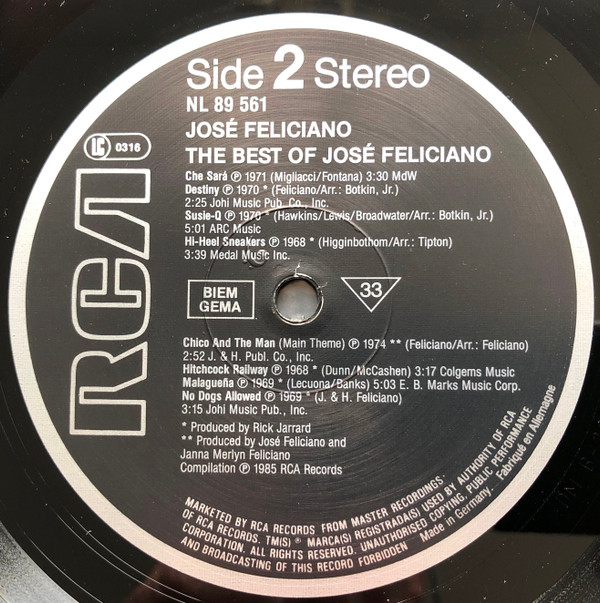 Side 2 Stereo
NL 89 561
LC 0316
JOSÉ FELICIANO
THE BEST OF JOSÉ FELICIANO
Che Sará ℗ 1971 (Migliacci/Fontana) 3:30 MdW
Destiny ℗ 1970 * (Feliciano/Arr.: Botkin, Jr.)
2:25 Johi Music Pub. Co., Inc.
Susie-Q ℗ 1970 * (Hawkins/Lewis/Broadwater/Arr.: Botkin, Jr.)
5:01 ARC Music
Hi-Heel Sneakers ℗ 1968 * (Higginbothom/Arr.: Tipton)
3:39 Medal Music Inc.
RCA
BIEM
GEMA
33
Chico And The Man (Main Theme) ℗ 1974 ** (Feliciano/Arr.: Feliciano)
2:52 J. & H. Publ. Co., Inc.
Hitchcock Railway ℗ 1968 * (Dunn/McCashen) 3:17 Colgems Music
Malagueña ℗ 1969 * (Lecuona/Banks) 5:03 E. B. Marks Music Corp.
No Dogs Allowed ℗ 1969 * (J. & H. Feliciano)
3:15 Johi Music Pub., Inc.
* Produced by Rick Jarrard
** Produced by José Feliciano and
Janna Merlyn Feliciano
Compilation ℗ 1985 RCA Records
MARKETED BY RCA RECORDS FROM MASTER RECORDINGS
OF RCA RECORDS. TM(S) ® MARCA(S) REGISTRADA(S) USED BY AUTHORITY OF RCA
CORPORATION. ALL RIGHTS RESERVED. UNAUTHORISED COPYING, PUBLIC PERFORMANCE
AND BROADCASTING OF THIS RECORD FORBIDDEN Made in Germany. Fabriqué en Allemagne